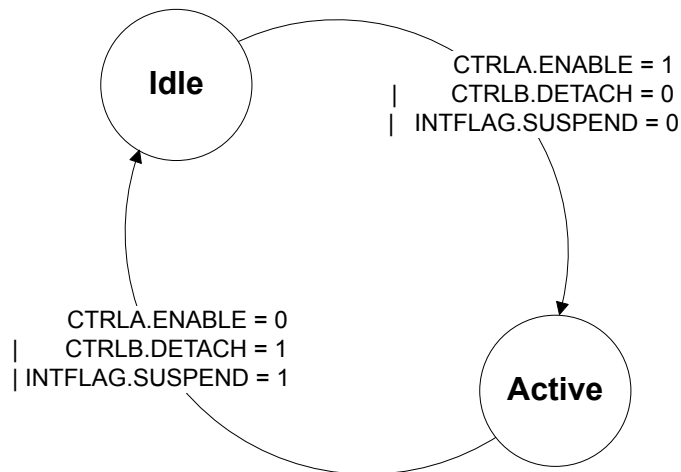 Idle
CTRLA.ENABLE = 1
| CTRLB.DETACH = 0
| INTFLAG.SUSPEND = 0
CTRLA.ENABLE = 0
| CTRLB.DETACH = 1
| INTFLAG.SUSPEND = 1
Active